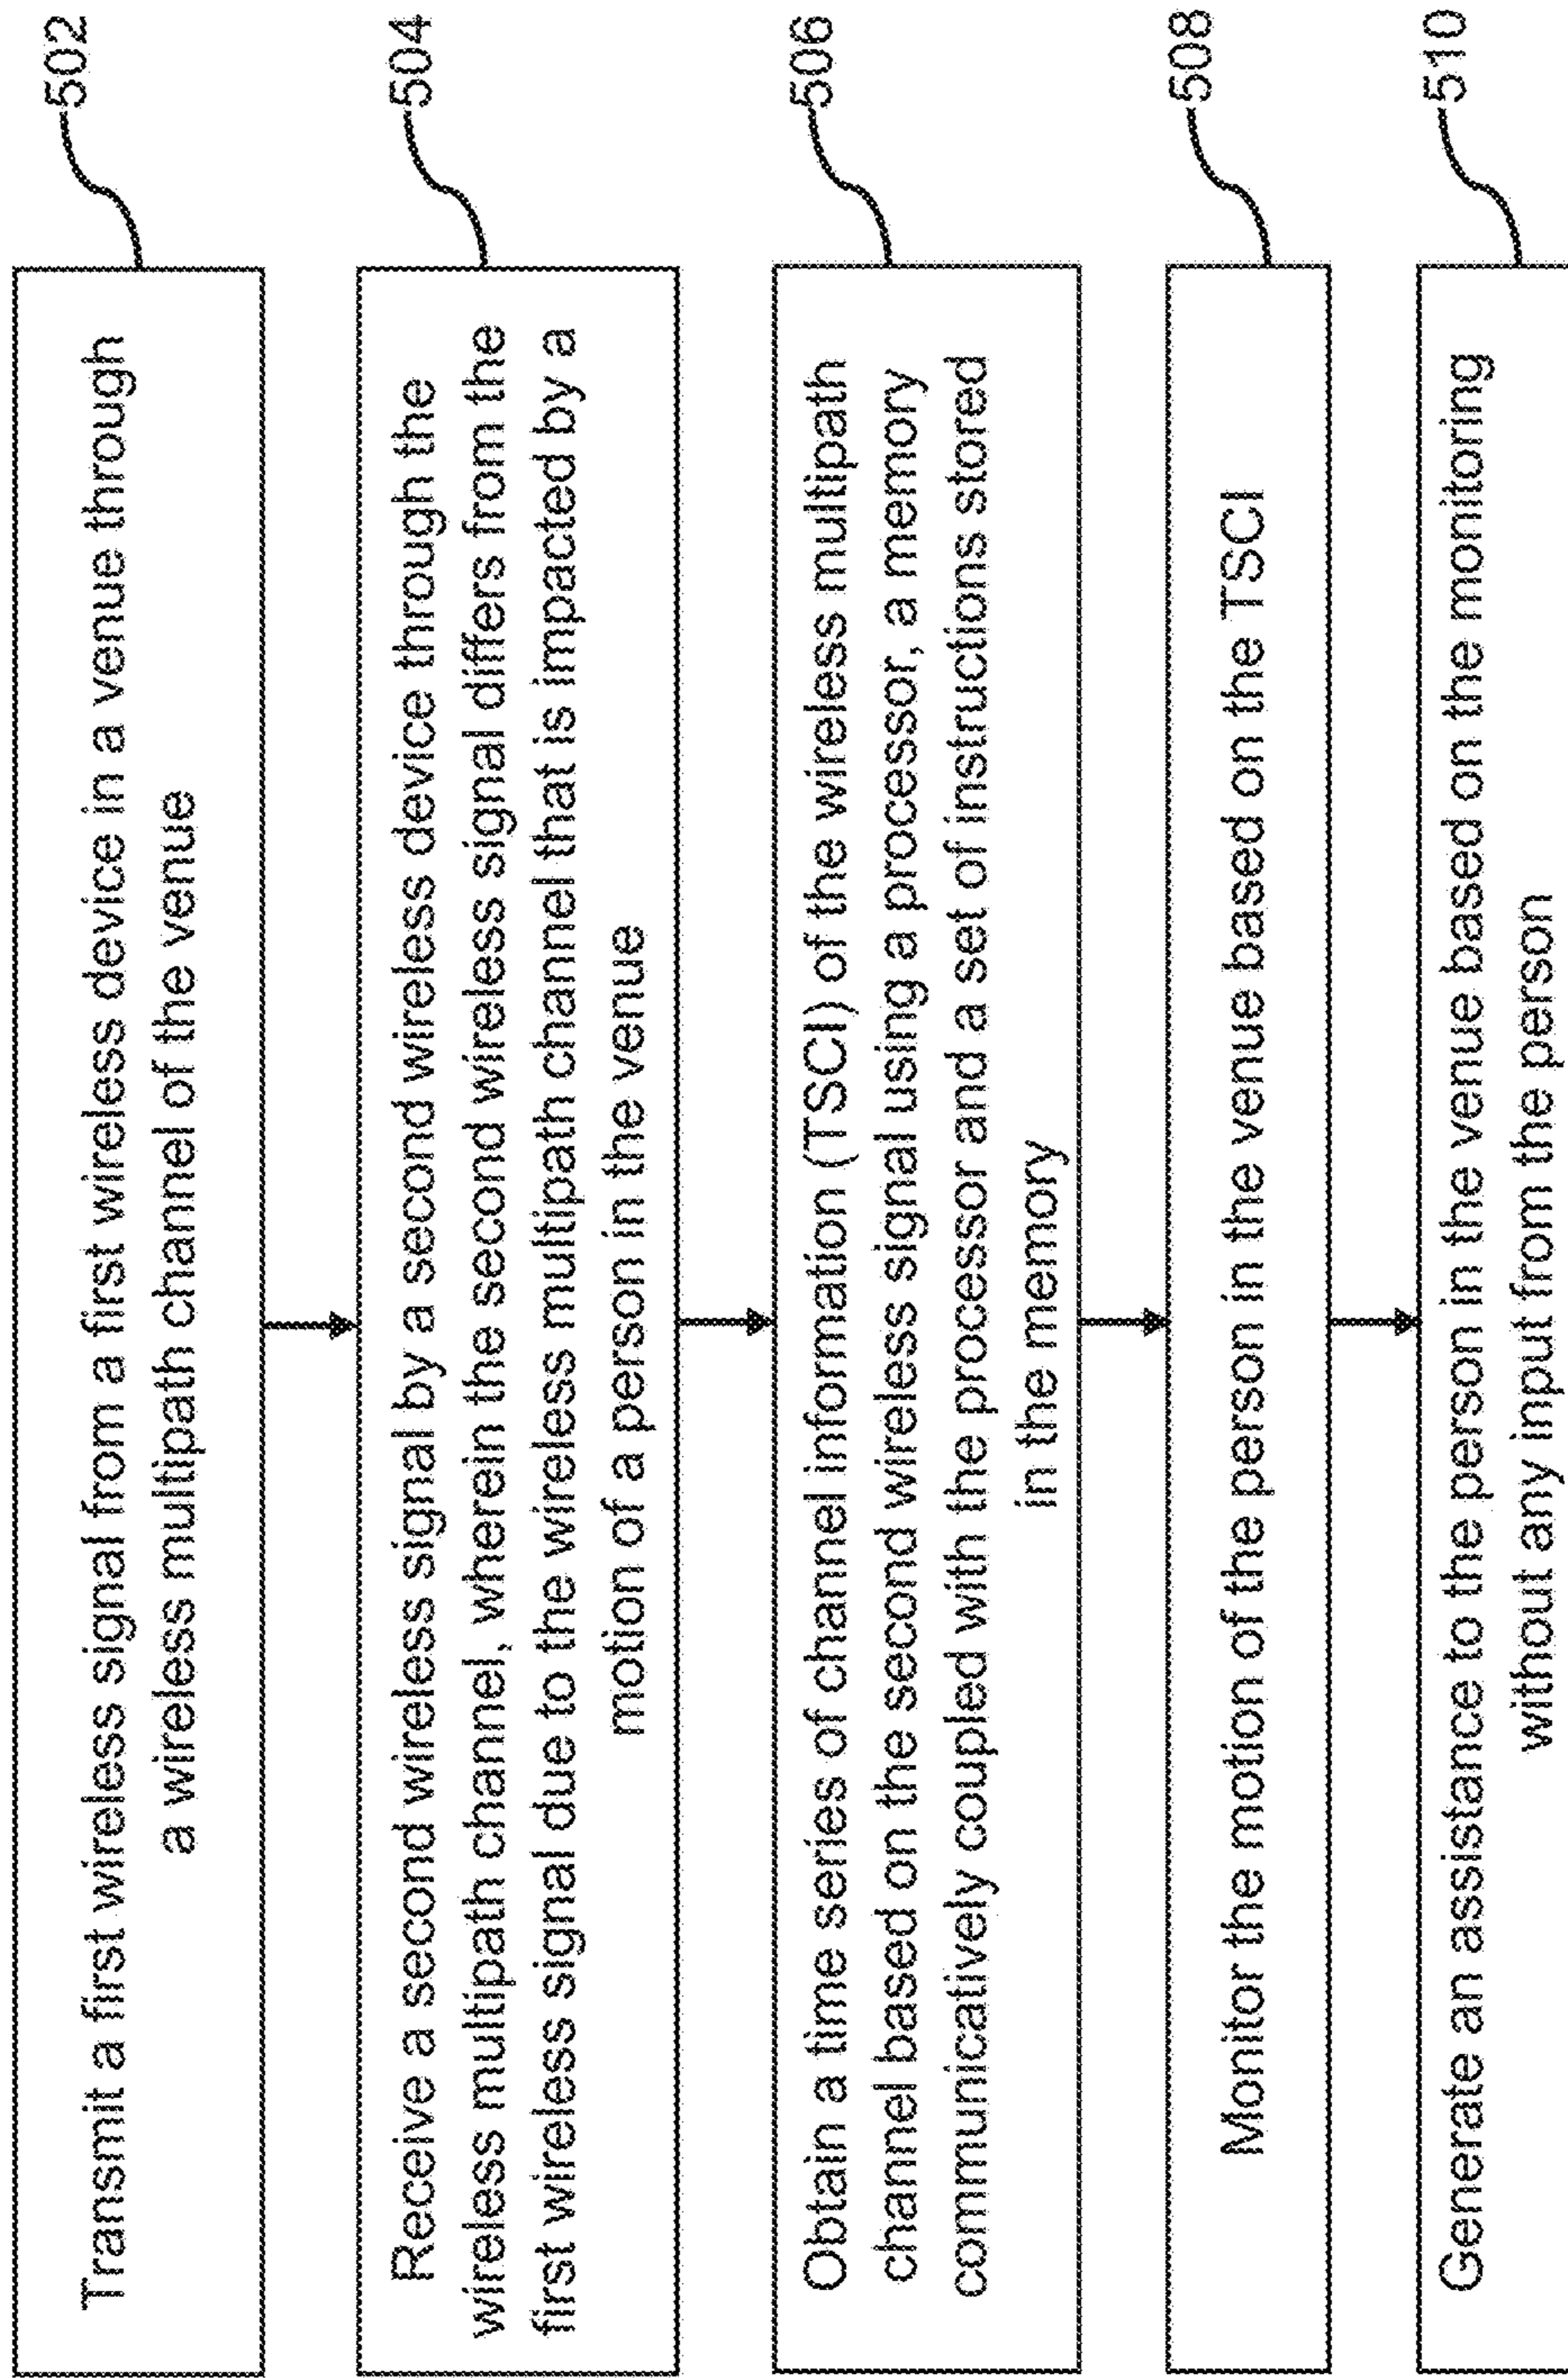 Transmit a first wireless signal from a first wireless device in a venue through
a wireless multipath channel of the venue
502
Receive a second wireless signal by a second wireless device through the
wireless multipath channel, wherein the second wireless signal differs from the
first wireless signal due to the wireless multipath channel that is impacted by a
motion of a person in the venue
504
Obtain a time series of channel information (TSCI) of the wireless multipath
channel based on the second wireless signal using a processor, a memory
communicatively coupled with the processor and a set of instructions stored
in the memory
506
Monitor the motion of the person in the venue based on the TSCI
508
Generate an assistance to the person in the venue based on the monitoring
without any input from the person
510